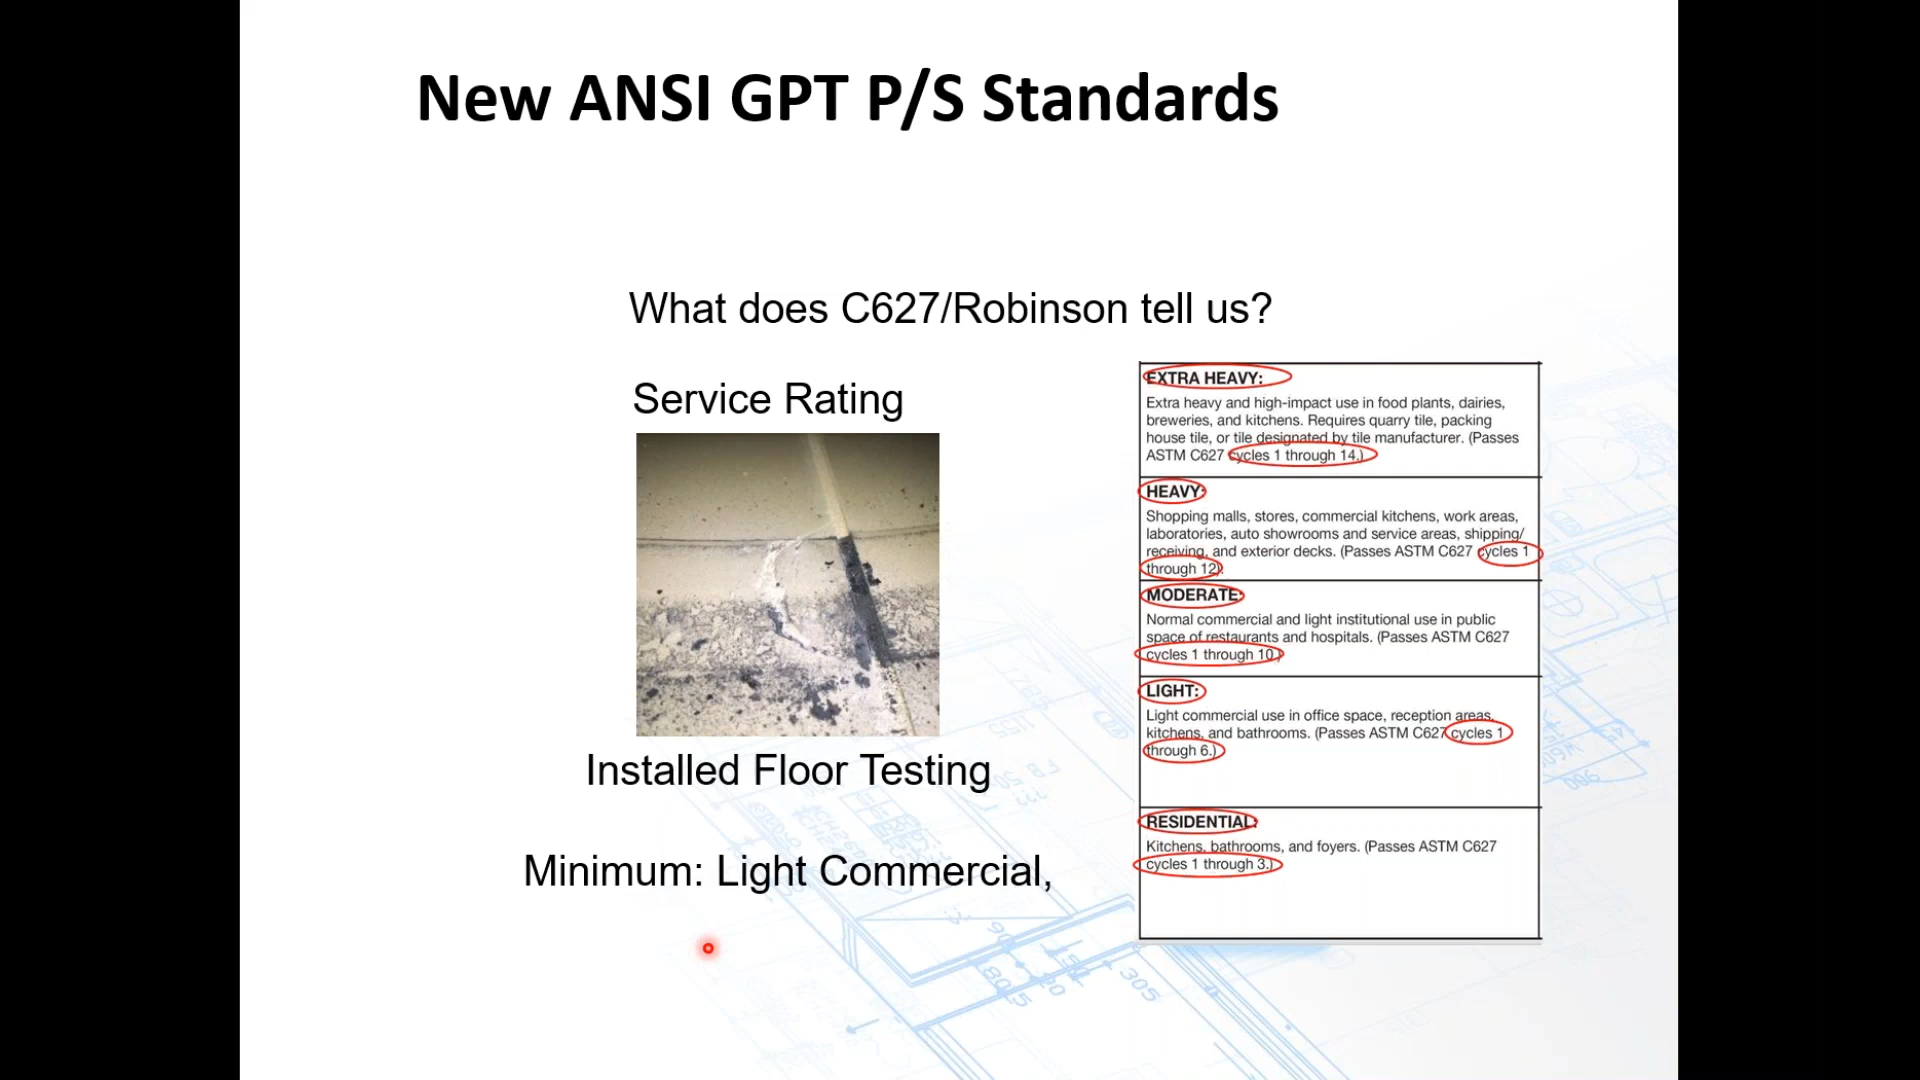 New ANSI GPT P/S Standards
What does C627/Robinson tell us?
Service Rating
Installed Floor Testing
Minimum: Light Commercial,
EXTRA HEAVY:
Extra heavy and high-impact use in food plants, dairies,
breweries, and kitchens. Requires quarry tile, packing
house tile, or tile designated by tile manufacturer. (Passes
ASTM C627 cycles 1 through 14.)
HEAVY:
Shopping malls, stores, commercial kitchens, work areas,
laboratories, auto showrooms and service areas, shipping/
receiving, and exterior decks. (Passes ASTM C627 cycles 1
through 12).
MODERATE:
Normal commercial and light institutional use in public
space of restaurants and hospitals. (Passes ASTM C627
cycles 1 through 10.)
LIGHT:
Light commercial use in office space, reception areas,
kitchens, and bathrooms. (Passes ASTM C627 cycles 1
through 6.)
RESIDENTIAL:
Kitchens, bathrooms, and foyers. (Passes ASTM C627
cycles 1 through 3.)
305